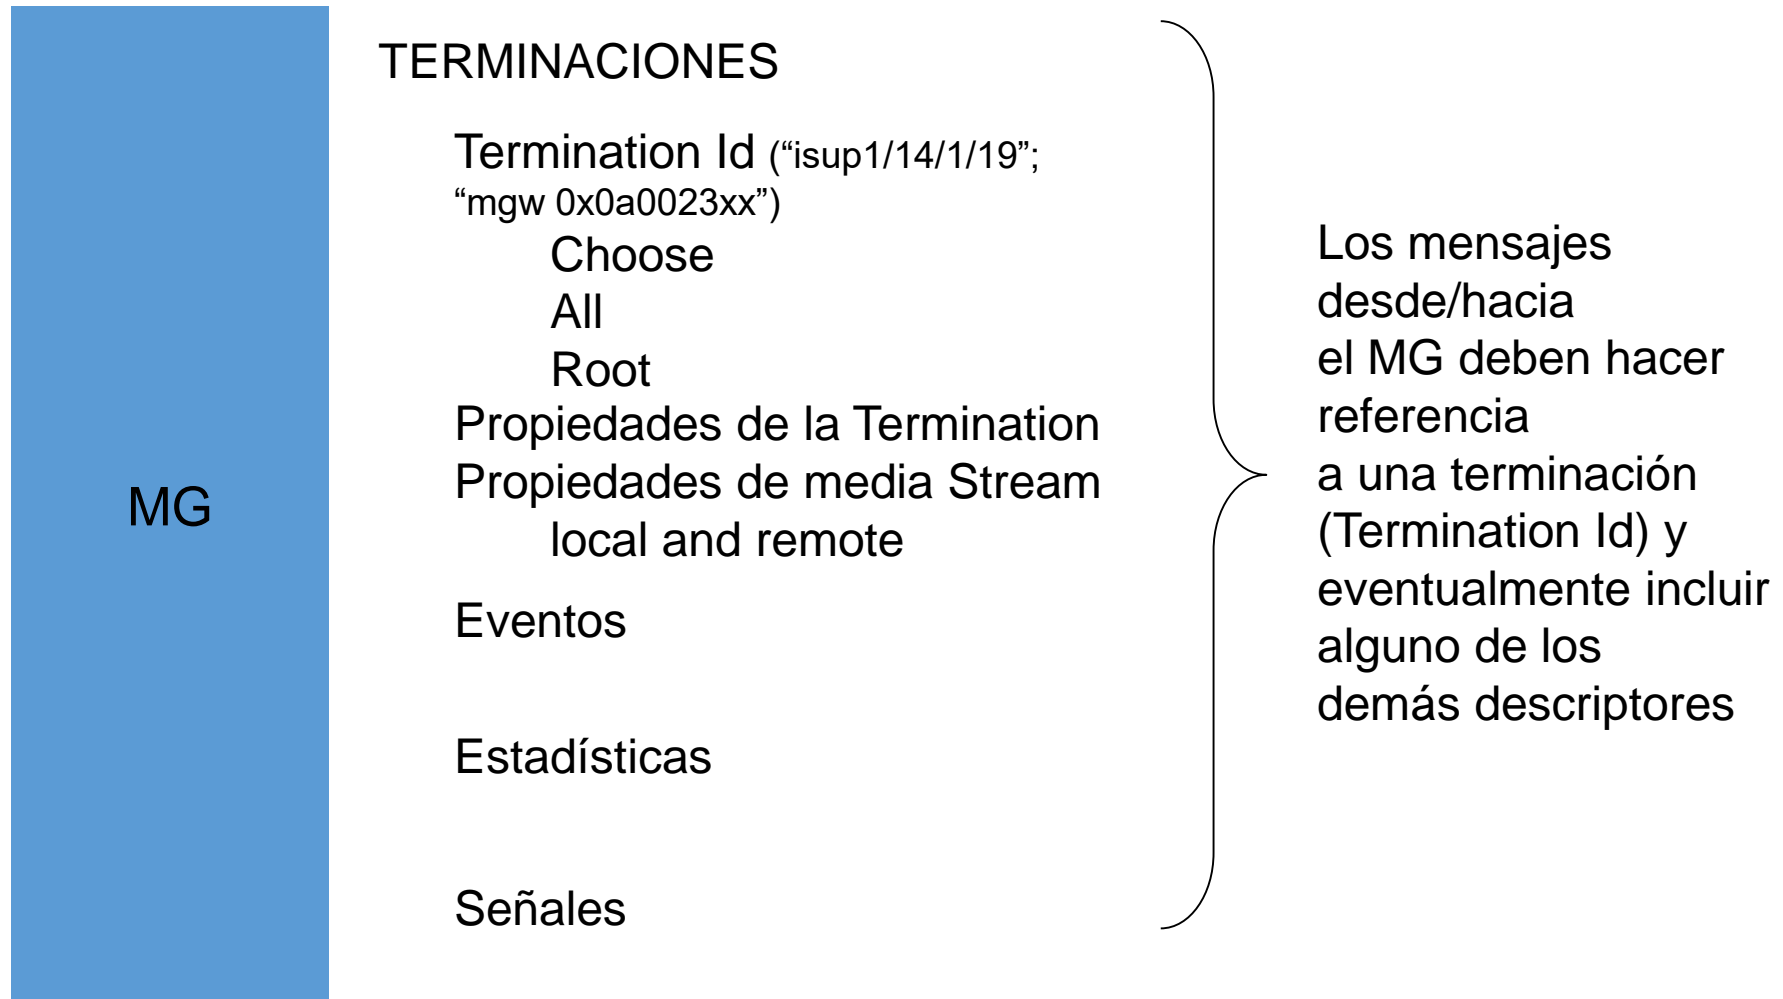 MG
TERMINACIONES
Termination Id (“isup1/14/1/19”;
“mgw 0x0a0023xx”)
Choose
All
Root
Propiedades de la Termination
Propiedades de media Stream
local and remote
Eventos
Estadísticas
Señales
Los mensajes
desde/hacia
el MG deben hacer
referencia
a una terminación
(Termination Id) y
eventualmente incluir
alguno de los
demás descriptores